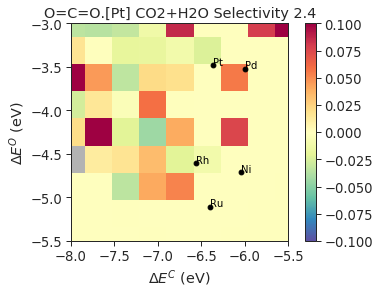 O=C=O.[Pt] CO2+H2O Selectivity 2.4
−3.0
−3.5
−4.0
−4.5
−5.0
−5.5
ΔE^O (eV)
Pt
Pd
Rh
Ni
Ru
−8.0 −7.5 −7.0 −6.5 −6.0 −5.5
ΔE^C (eV)
0.100
0.075
0.050
0.025
0.000
−0.025
−0.050
−0.075
−0.100